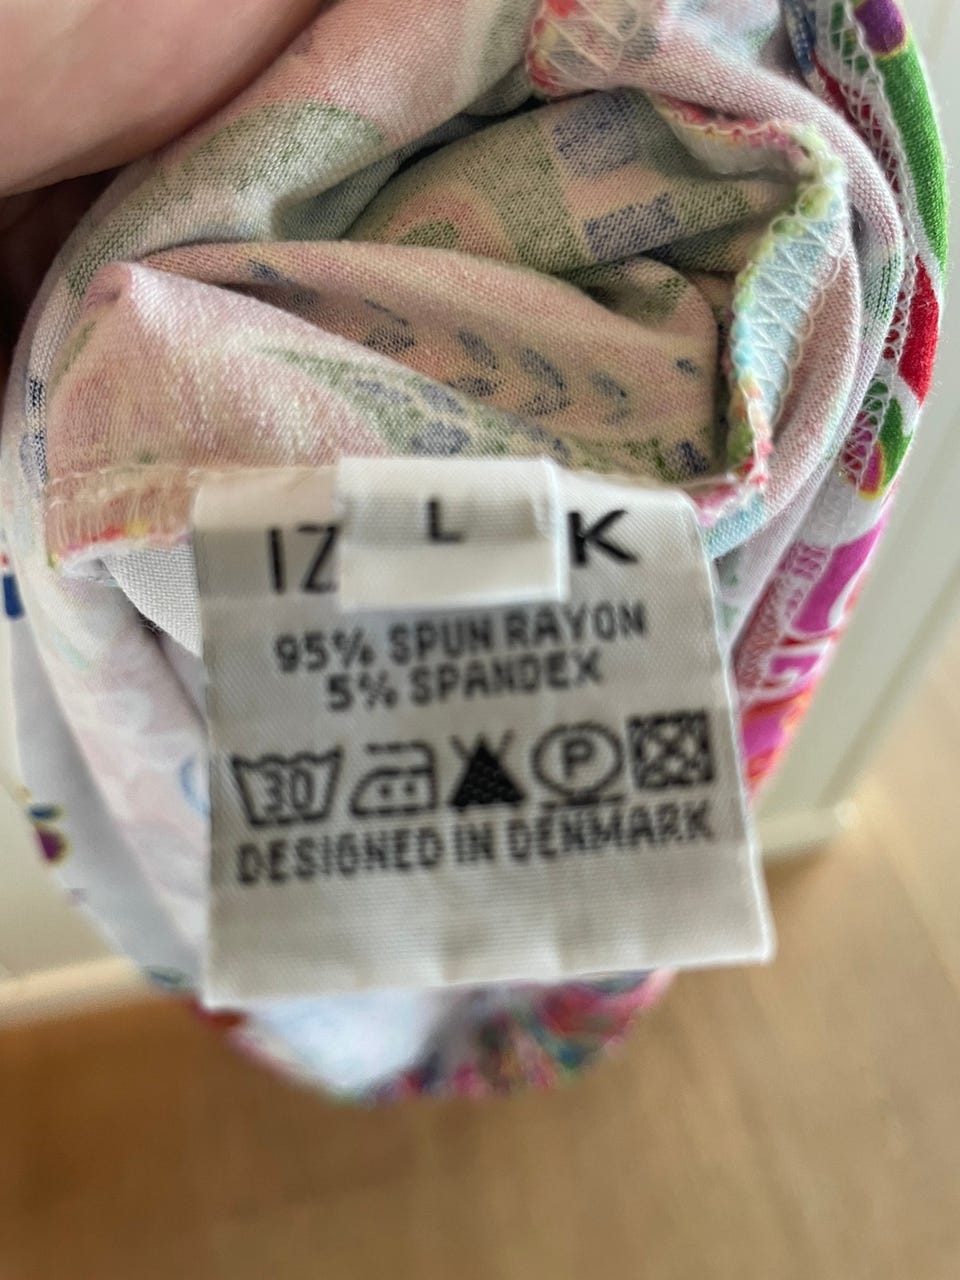 IZ
L
K
95% SPUN RAYON
5% SPANDEX
30 P
DESIGNED IN DENMARK